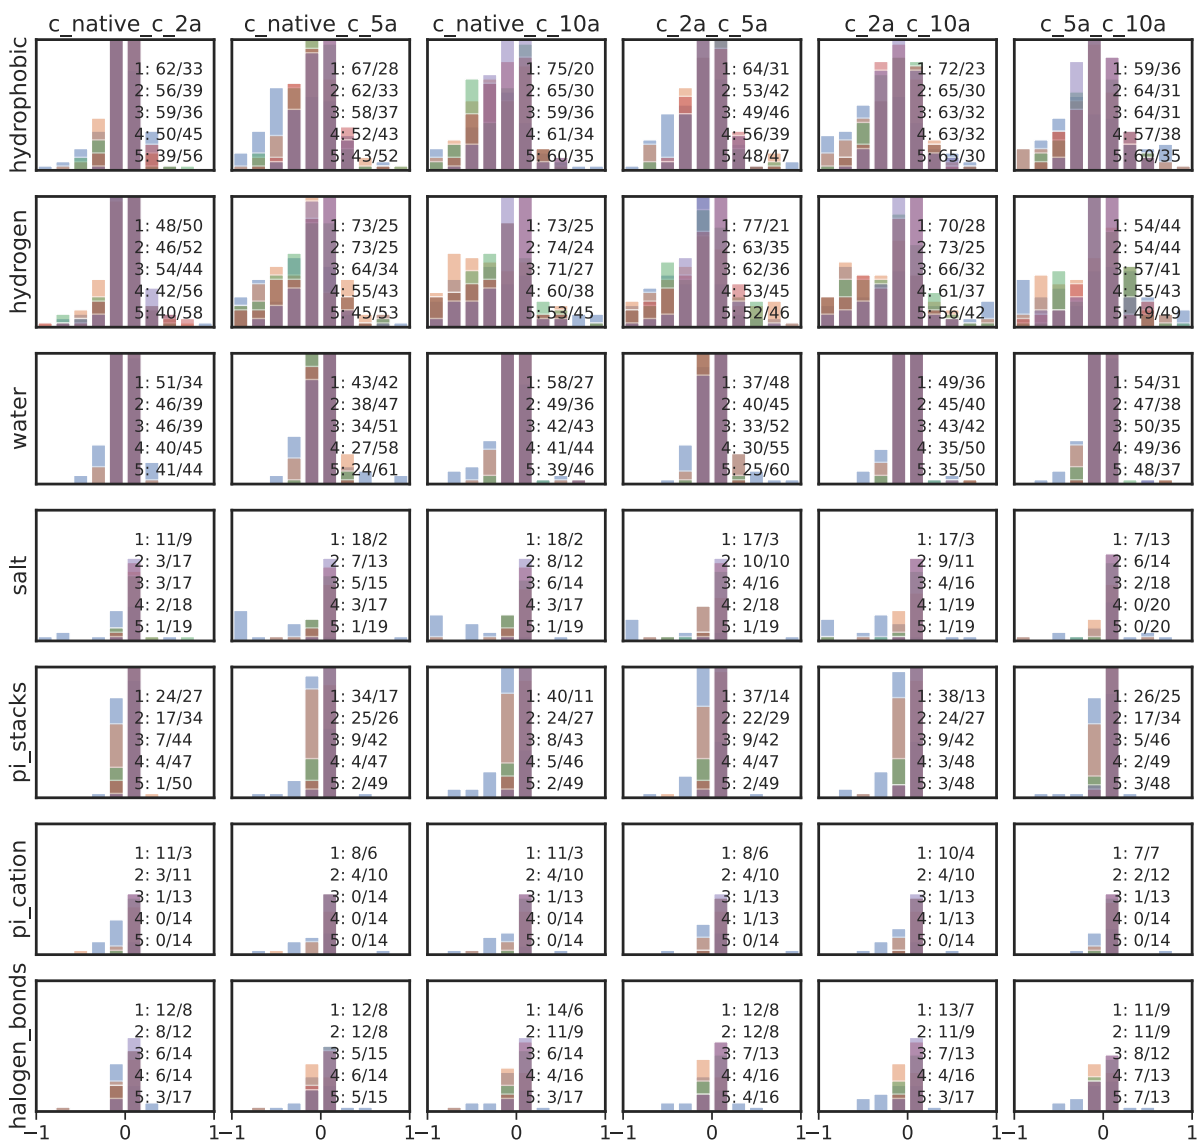 c_native_c_2a c_native_c_5a c_native_c_10a c_2a_c_5a c_2a_c_10a c_5a_c_10a
hydrophobic
1: 62/33 1: 67/28 1: 75/20 1: 64/31 1: 72/23 1: 59/36
2: 56/39 2: 62/33 2: 65/30 2: 53/42 2: 65/30 2: 64/31
3: 59/36 3: 58/37 3: 59/36 3: 49/46 3: 63/32 3: 64/31
4: 50/45 4: 52/43 4: 61/34 4: 56/39 4: 63/32 4: 57/38
5: 39/56 5: 43/52 5: 60/35 5: 48/47 5: 65/30 5: 60/35
hydrogen
1: 48/50 1: 73/25 1: 73/25 1: 77/21 1: 70/28 1: 54/44
2: 46/52 2: 73/25 2: 74/24 2: 63/35 2: 73/25 2: 54/44
3: 54/44 3: 64/34 3: 71/27 3: 62/36 3: 66/32 3: 57/41
4: 42/56 4: 55/43 4: 60/38 4: 53/45 4: 61/37 4: 55/43
5: 40/58 5: 45/53 5: 53/45 5: 52/46 5: 56/42 5: 49/49
water
1: 51/34 1: 43/42 1: 58/27 1: 37/48 1: 49/36 1: 54/31
2: 46/39 2: 38/47 2: 49/36 2: 40/45 2: 45/40 2: 47/38
3: 46/39 3: 34/51 3: 42/43 3: 33/52 3: 43/42 3: 50/35
4: 40/45 4: 27/58 4: 41/44 4: 30/55 4: 35/50 4: 49/36
5: 41/44 5: 24/61 5: 39/46 5: 25/60 5: 35/50 5: 48/37
salt
1: 11/9 1: 18/2 1: 18/2 1: 17/3 1: 17/3 1: 7/13
2: 3/17 2: 7/13 2: 8/12 2: 10/10 2: 9/11 2: 6/14
3: 3/17 3: 5/15 3: 6/14 3: 4/16 3: 4/16 3: 2/18
4: 2/18 4: 3/17 4: 3/17 4: 2/18 4: 1/19 4: 0/20
5: 1/19 5: 1/19 5: 1/19 5: 1/19 5: 1/19 5: 0/20
pi_stacks
1: 24/27 1: 34/17 1: 40/11 1: 37/14 1: 38/13 1: 26/25
2: 17/34 2: 25/26 2: 24/27 2: 22/29 2: 24/27 2: 17/34
3: 7/44 3: 9/42 3: 8/43 3: 9/42 3: 9/42 3: 5/46
4: 4/47 4: 4/47 4: 5/46 4: 4/47 4: 3/48 4: 2/49
5: 1/50 5: 2/49 5: 2/49 5: 2/49 5: 3/48 5: 3/48
pi_cation
1: 11/3 1: 8/6 1: 11/3 1: 8/6 1: 10/4 1: 7/7
2: 3/11 2: 4/10 2: 4/10 2: 4/10 2: 4/10 2: 2/12
3: 1/13 3: 0/14 3: 1/13 3: 1/13 3: 1/13 3: 1/13
4: 0/14 4: 0/14 4: 0/14 4: 1/13 4: 1/13 4: 0/14
5: 0/14 5: 0/14 5: 0/14 5: 0/14 5: 0/14 5: 0/14
halogen_bonds
1: 12/8 1: 12/8 1: 14/6 1: 12/8 1: 13/7 1: 11/9
2: 8/12 2: 12/8 2: 11/9 2: 12/8 2: 11/9 2: 11/9
3: 6/14 3: 5/15 3: 6/14 3: 7/13 3: 7/13 3: 8/12
4: 6/14 4: 6/14 4: 4/16 4: 4/16 4: 4/16 4: 7/13
5: 3/17 5: 5/15 5: 3/17 5: 4/16 5: 3/17 5: 7/13
−1 0 1 −1 0 1 −1 0 1 −1 0 1 −1 0 1 −1 0 1